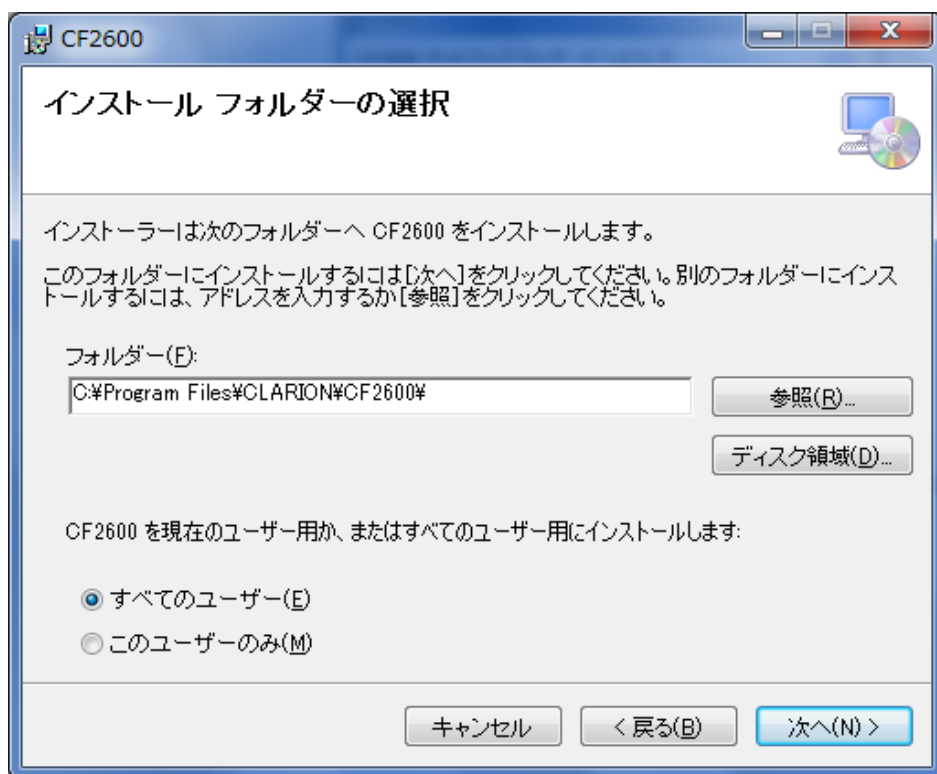 CF2600
インストール フォルダーの選択
インストーラーは次のフォルダーへ CF2600 をインストールします。
このフォルダーにインストールするには[次へ]をクリックしてください。別のフォルダーにインス
トールするには、アドレスを入力するか[参照]をクリックしてください。
フォルダー(F):
C:¥Program Files¥CLARION¥CF2600¥
参照(R)...
ディスク領域(D)...
CF2600 を現在のユーザー用か、またはすべてのユーザー用にインストールします:
すべてのユーザー(E)
このユーザーのみ(M)
キャンセル
< 戻る(B)
次へ(N) >